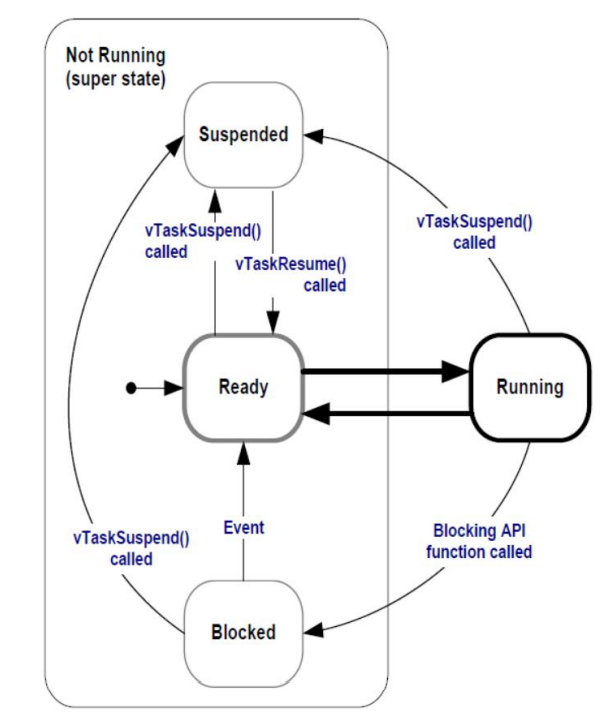 Not Running
(super state)
Suspended
vTaskSuspend()
called
vTaskSuspend()
called
vTaskResume()
called
Ready
Running
Event
vTaskSuspend()
called
Blocking API
function called
Blocked